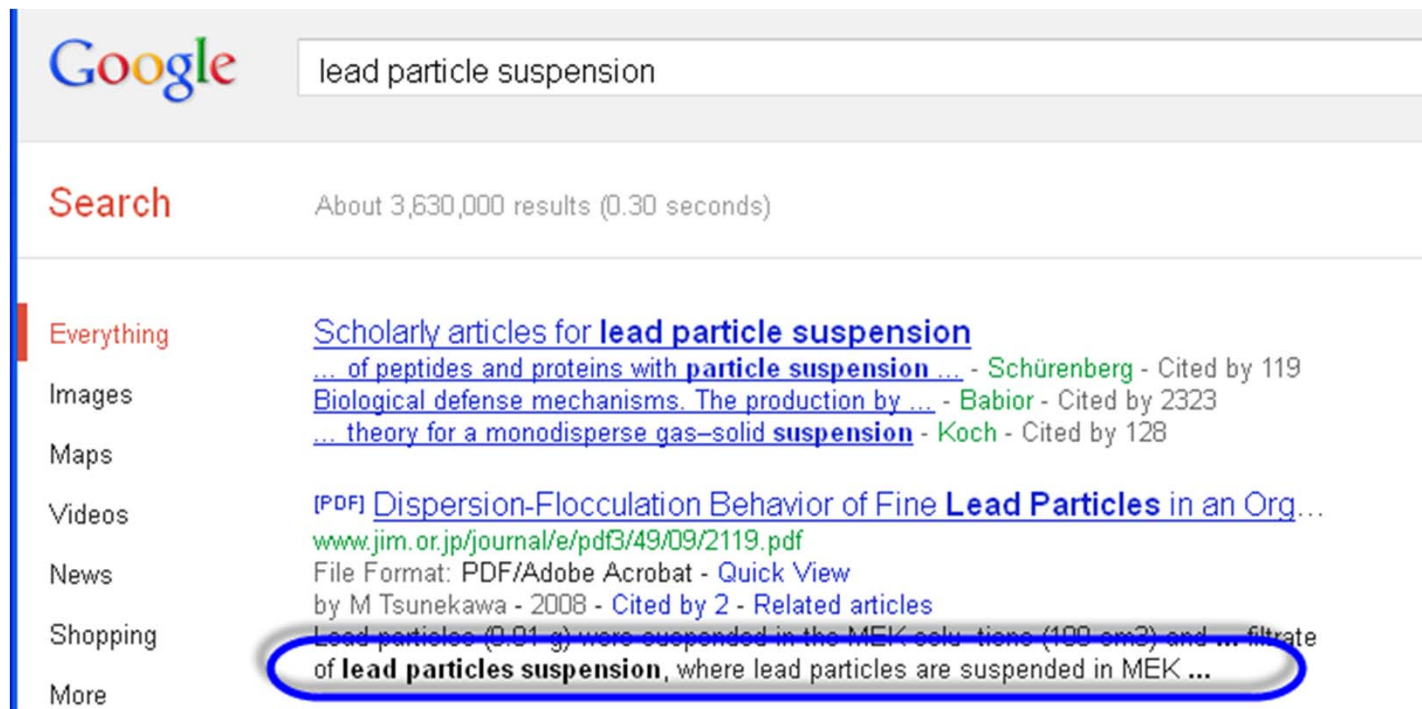 Google
lead particle suspension
Search
About 3,630,000 results (0.30 seconds)
Everything
Images
Maps
Videos
News
Shopping
More
Scholarly articles for lead particle suspension
... of peptides and proteins with particle suspension ... - Schürenberg - Cited by 119
Biological defense mechanisms. The production by ... - Babior - Cited by 2323
... theory for a monodisperse gas–solid suspension - Koch - Cited by 128
[PDF] Dispersion-Flocculation Behavior of Fine Lead Particles in an Org...
www.jim.or.jp/journal/e/pdf3/49/09/2119.pdf
File Format: PDF/Adobe Acrobat - Quick View
by M Tsunekawa - 2008 - Cited by 2 - Related articles
Lead particles (0.01 g) were suspended in the MEK solu- tions (100 cm3) and ... filtrate
of lead particles suspension, where lead particles are suspended in MEK ...